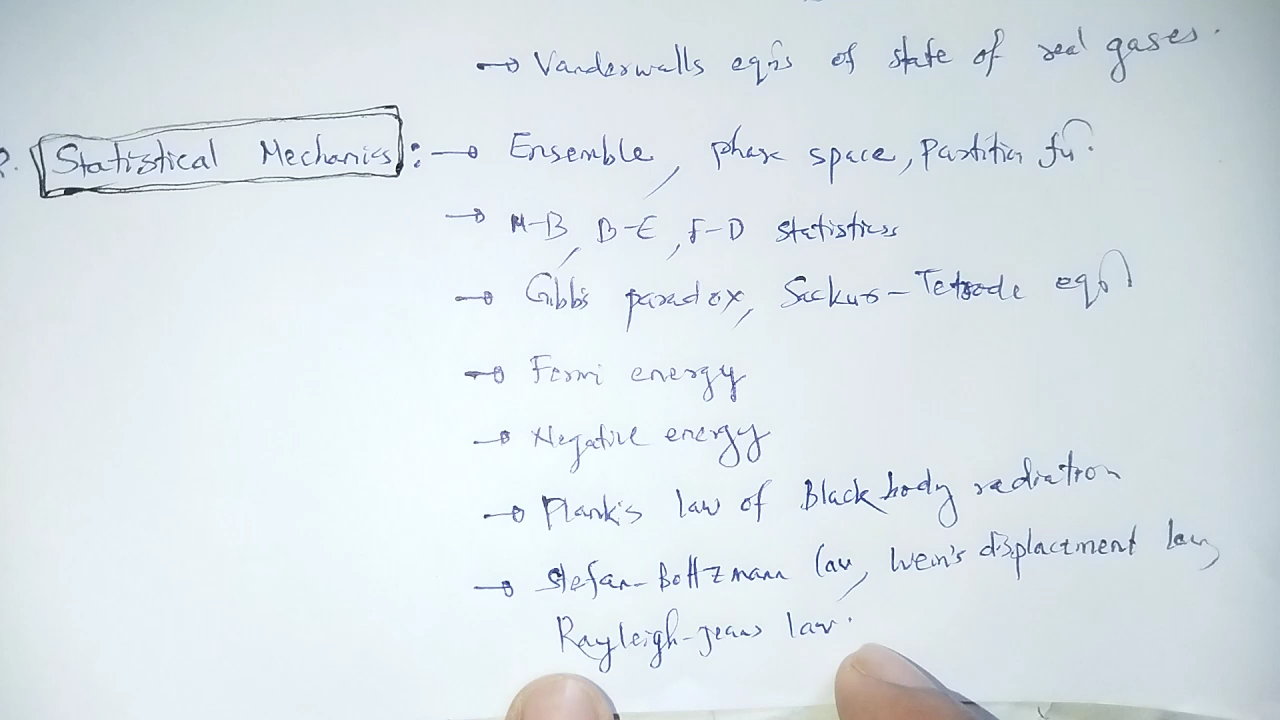 → Vanderwalls eqns of state of real gases.
Statistical Mechanics : → Ensemble, phase space, Partition fn.
→ M-B, B-E, F-D statistics
→ Gibbs paradox, Sackur-Tetrode eqn
→ Fermi energy
→ Negative energy
→ Plank's law of Black body radiation
→ Stefan-Boltzmann law, Wein's displacement law,
Rayleigh-jeans law.